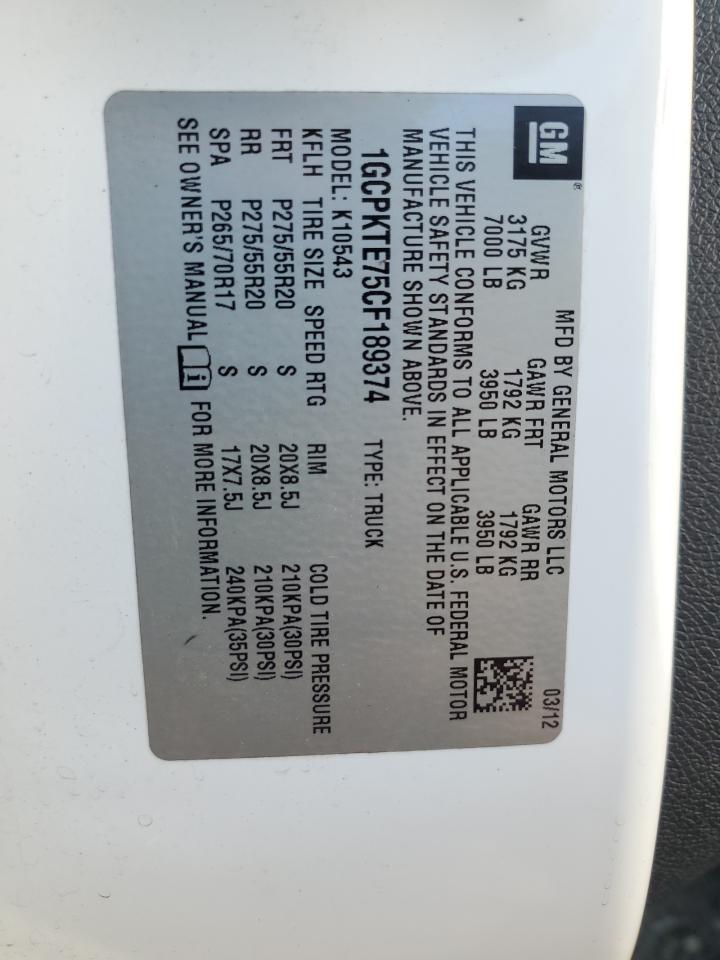 GM®
MFD BY GENERAL MOTORS LLC 03/12
GVWR GAWR FRT GAWR RR
3175 KG 1792 KG 1792 KG
7000 LB 3950 LB 3950 LB
THIS VEHICLE CONFORMS TO ALL APPLICABLE U.S. FEDERAL MOTOR
VEHICLE SAFETY STANDARDS IN EFFECT ON THE DATE OF
MANUFACTURE SHOWN ABOVE.
1GCPKTE75CF189374 TYPE: TRUCK
MODEL: K10543
KFLH TIRE SIZE SPEED RTG RIM COLD TIRE PRESSURE
FRT P275/55R20 S 20X8.5J 210KPA(30PSI)
RR P275/55R20 S 20X8.5J 210KPA(30PSI)
SPA P265/70R17 S 17X7.5J 240KPA(35PSI)
SEE OWNER'S MANUAL i FOR MORE INFORMATION.